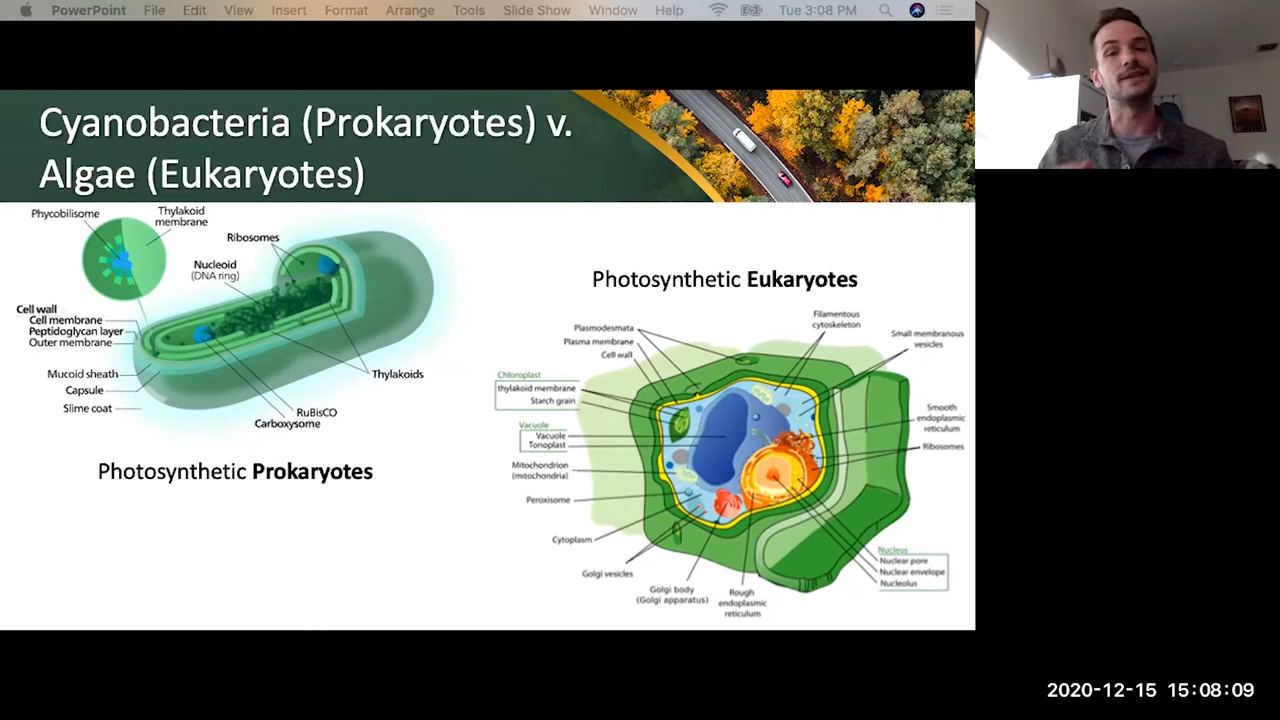 PowerPoint File Edit View Insert Format Arrange Tools Slide Show Window Help Tue 3:08 PM
Cyanobacteria (Prokaryotes) v.
Algae (Eukaryotes)
Phycobilisome
Thylakoid
membrane
Ribosomes
Nucleoid
(DNA ring)
Cell wall
Cell membrane
Peptidoglycan layer
Outer membrane
Mucoid sheath
Capsule
Slime coat
Thylakoids
RuBisCO
Carboxysome
Photosynthetic Prokaryotes
Photosynthetic Eukaryotes
Filamentous
cytoskeleton
Small membranous
vesicles
Plasmodesmata
Plasma membrane
Cell wall
Chloroplast
thylakoid membrane
Starch grain
Vacuole
Vacuole
Tonoplast
Mitochondrion
(mitochondria)
Peroxisome
Cytoplasm
Golgi vesicles
Golgi body
(Golgi apparatus)
Rough
endoplasmic
reticulum
Smooth
endoplasmic
reticulum
Ribosomes
Nucleus
Nuclear pore
Nuclear envelope
Nucleolus
2020-12-15 15:08:09